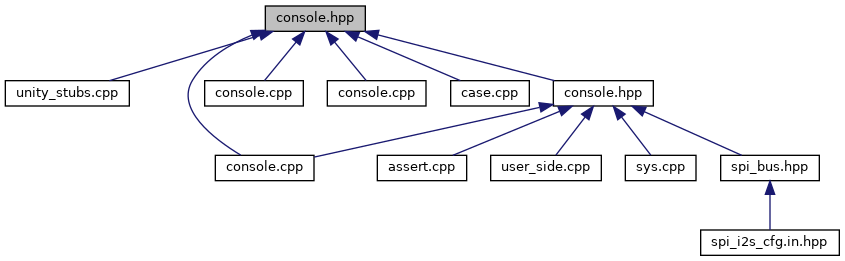 console.hpp
unity_stubs.cpp
console.cpp
console.cpp
case.cpp
console.hpp
console.cpp
assert.cpp
user_side.cpp
sys.cpp
spi_bus.hpp
spi_i2s_cfg.in.hpp